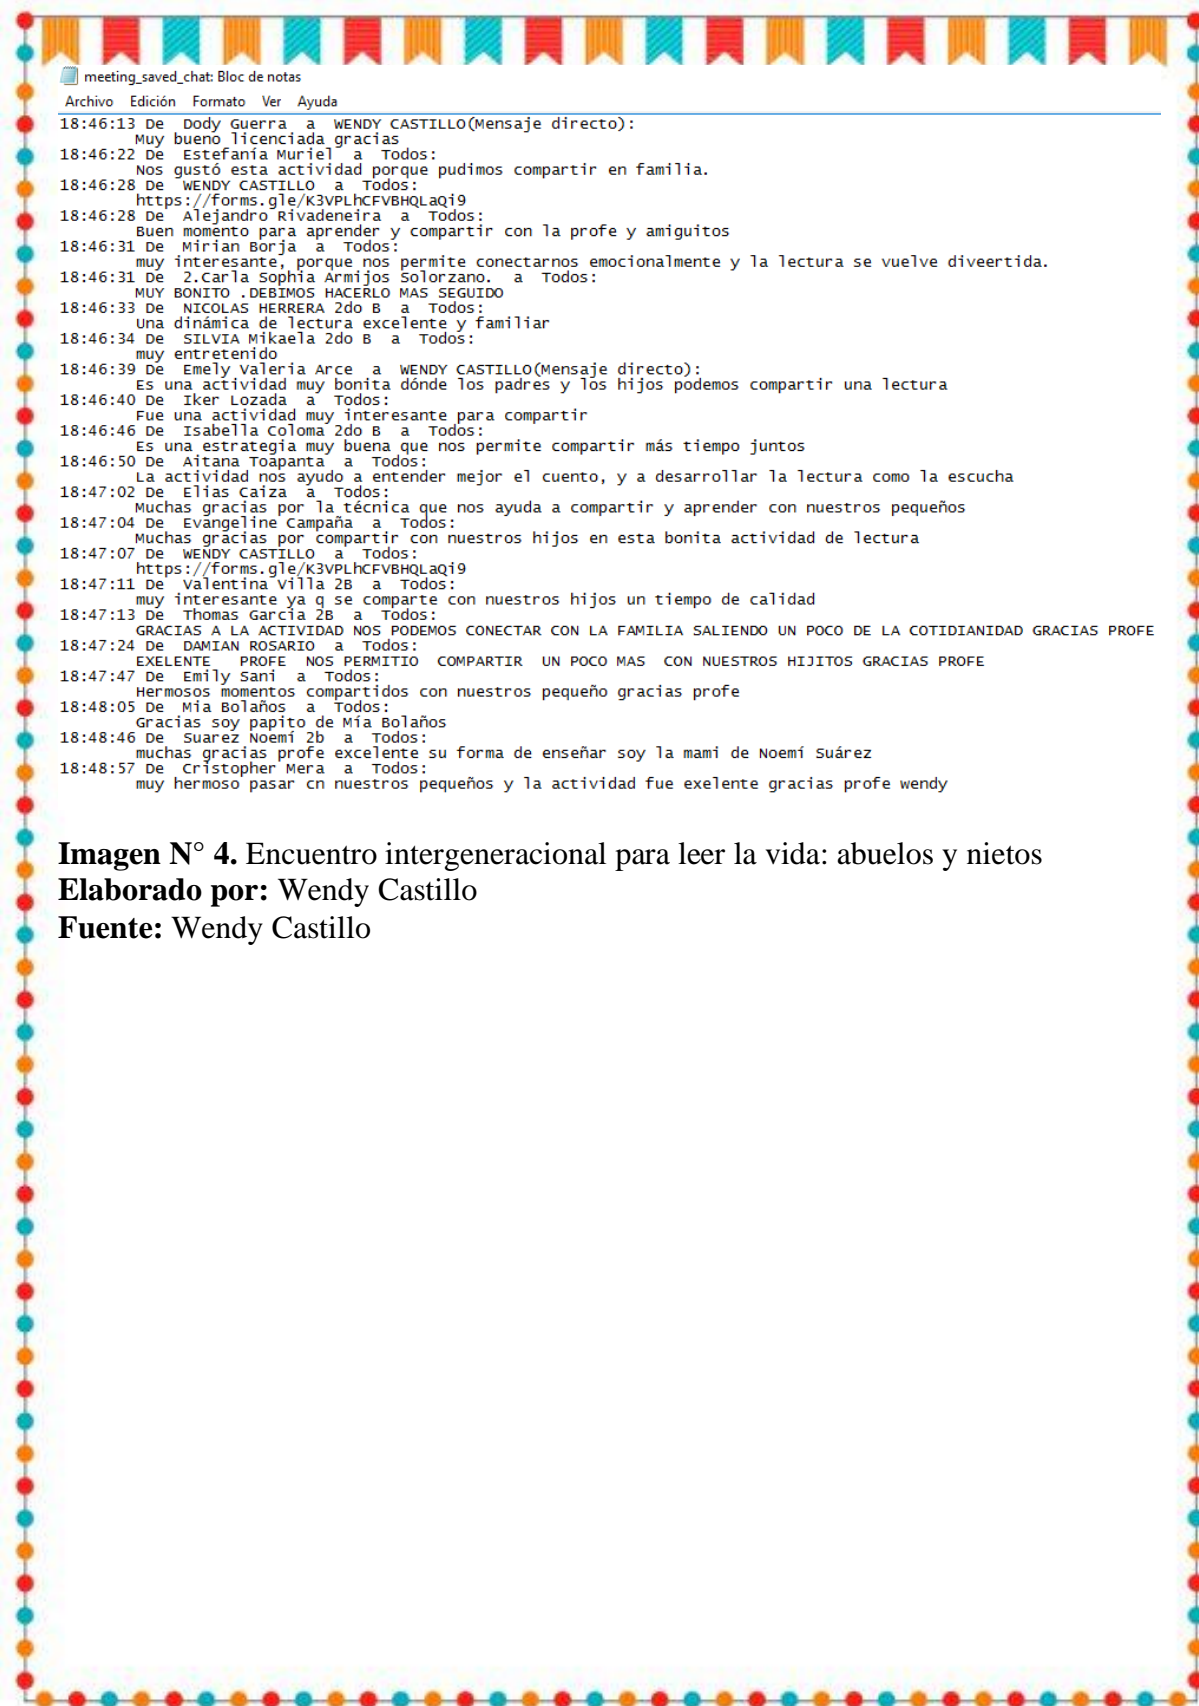 meeting_saved_chat: Bloc de notas
Archivo Edición Formato Ver Ayuda
18:46:13 De Dody Guerra a WENDY CASTILLO(Mensaje directo):
Muy bueno licenciada gracias
18:46:22 De Estefanía Muriel a Todos:
Nos gustó esta actividad porque pudimos compartir en familia.
18:46:28 De WENDY CASTILLO a Todos:
https://forms.gle/K3VPLhCFVBHQLaQi9
18:46:28 De Alejandro Rivadeneira a Todos:
Buen momento para aprender y compartir con la profe y amiguitos
18:46:31 De Mirian Borja a Todos:
muy interesante, porque nos permite conectarnos emocionalmente y la lectura se vuelve diveertida.
18:46:31 De 2.Carla Sophia Armijos Solorzano. a Todos:
MUY BONITO .DEBIMOS HACERLO MAS SEGUIDO
18:46:33 De NICOLAS HERRERA 2do B a Todos:
Una dinámica de lectura excelente y familiar
18:46:34 De SILVIA Mikaela 2do B a Todos:
muy entretenido
18:46:39 De Emely Valeria Arce a WENDY CASTILLO(Mensaje directo):
Es una actividad muy bonita dónde los padres y los hijos podemos compartir una lectura
18:46:40 De Iker Lozada a Todos:
Fue una actividad muy interesante para compartir
18:46:46 De Isabella Coloma 2do B a Todos:
Es una estrategia muy buena que nos permite compartir más tiempo juntos
18:46:50 De Aitana Toapanta a Todos:
La actividad nos ayudo a entender mejor el cuento, y a desarrollar la lectura como la escucha
18:47:02 De Elias Caiza a Todos:
Muchas gracias por la técnica que nos ayuda a compartir y aprender con nuestros pequeños
18:47:04 De Evangeline Campaña a Todos:
Muchas gracias por compartir con nuestros hijos en esta bonita actividad de lectura
18:47:07 De WENDY CASTILLO a Todos:
https://forms.gle/K3VPLhCFVBHQLaQi9
18:47:11 De Valentina Villa 2B a Todos:
muy interesante ya q se comparte con nuestros hijos un tiempo de calidad
18:47:13 De Thomas Garcia 2B a Todos:
GRACIAS A LA ACTIVIDAD NOS PODEMOS CONECTAR CON LA FAMILIA SALIENDO UN POCO DE LA COTIDIANIDAD GRACIAS PROFE
18:47:24 De DAMIAN ROSARIO a Todos:
EXELENTE PROFE NOS PERMITIO COMPARTIR UN POCO MAS CON NUESTROS HIJITOS GRACIAS PROFE
18:47:47 De Emily Sani a Todos:
Hermosos momentos compartidos con nuestros pequeño gracias profe
18:48:05 De Mia Bolaños a Todos:
Gracias soy papito de Mía Bolaños
18:48:46 De Suarez Noemí 2b a Todos:
muchas gracias profe excelente su forma de enseñar soy la mami de Noemí Suárez
18:48:57 De Cristopher Mera a Todos:
muy hermoso pasar cn nuestros pequeños y la actividad fue exelente gracias profe wendy
Imagen N° 4. Encuentro intergeneracional para leer la vida: abuelos y nietos
Elaborado por: Wendy Castillo
Fuente: Wendy Castillo